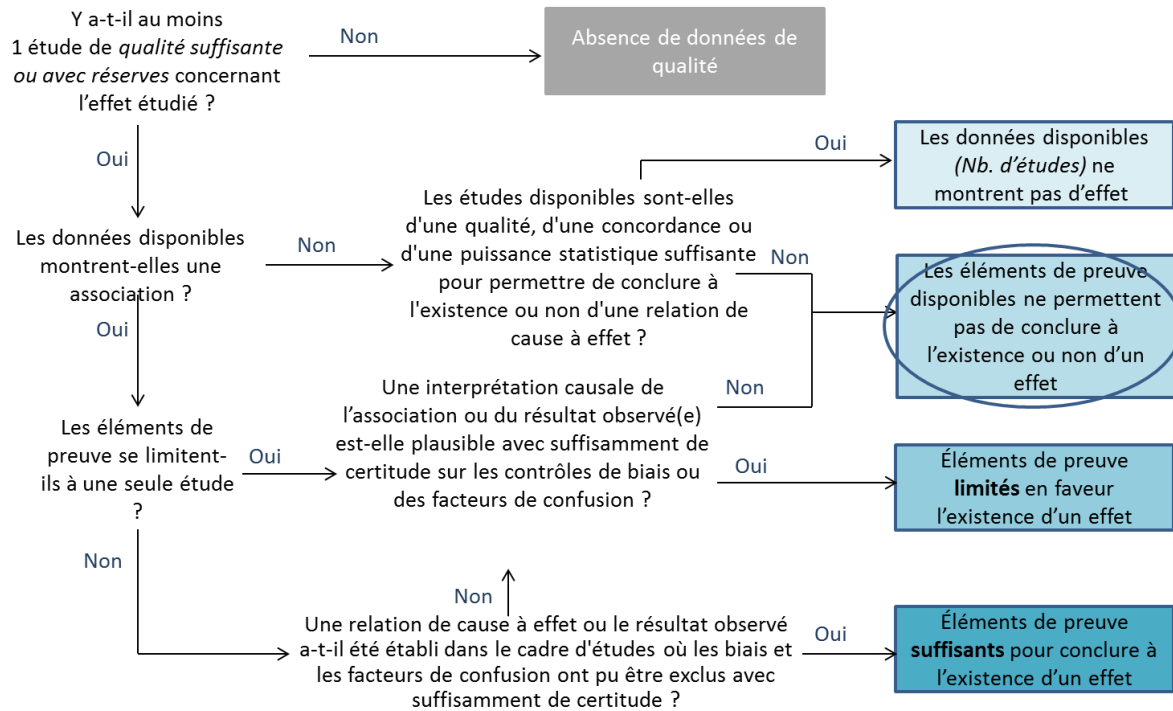 Y a-t-il au moins
1 étude de qualité suffisante
ou avec réserves concernant
l'effet étudié ?
Non
Absence de données de
qualité
Oui
Oui
Les données disponibles
(Nb. d'études) ne
montrent pas d'effet
Les données disponibles
montrent-elles une
association ?
Non
Les études disponibles sont-elles
d'une qualité, d'une concordance ou
d'une puissance statistique suffisante
pour permettre de conclure à
l'existence ou non d'une relation de
cause à effet ?
Non
Les éléments de preuve
disponibles ne permettent
pas de conclure à
l'existence ou non d'un
effet
Oui
Les éléments de
preuve se limitent-
ils à une seule étude
?
Oui
Une interprétation causale de
l'association ou du résultat observé(e)
est-elle plausible avec suffisamment de
certitude sur les contrôles de biais ou
des facteurs de confusion ?
Non
Oui
Éléments de preuve
limités en faveur
l'existence d'un effet
Non
Non
Une relation de cause à effet ou le résultat observé
a-t-il été établi dans le cadre d'études où les biais et
les facteurs de confusion ont pu être exclus avec
suffisamment de certitude ?
Oui
Éléments de preuve
suffisants pour conclure à
l'existence d'un effet